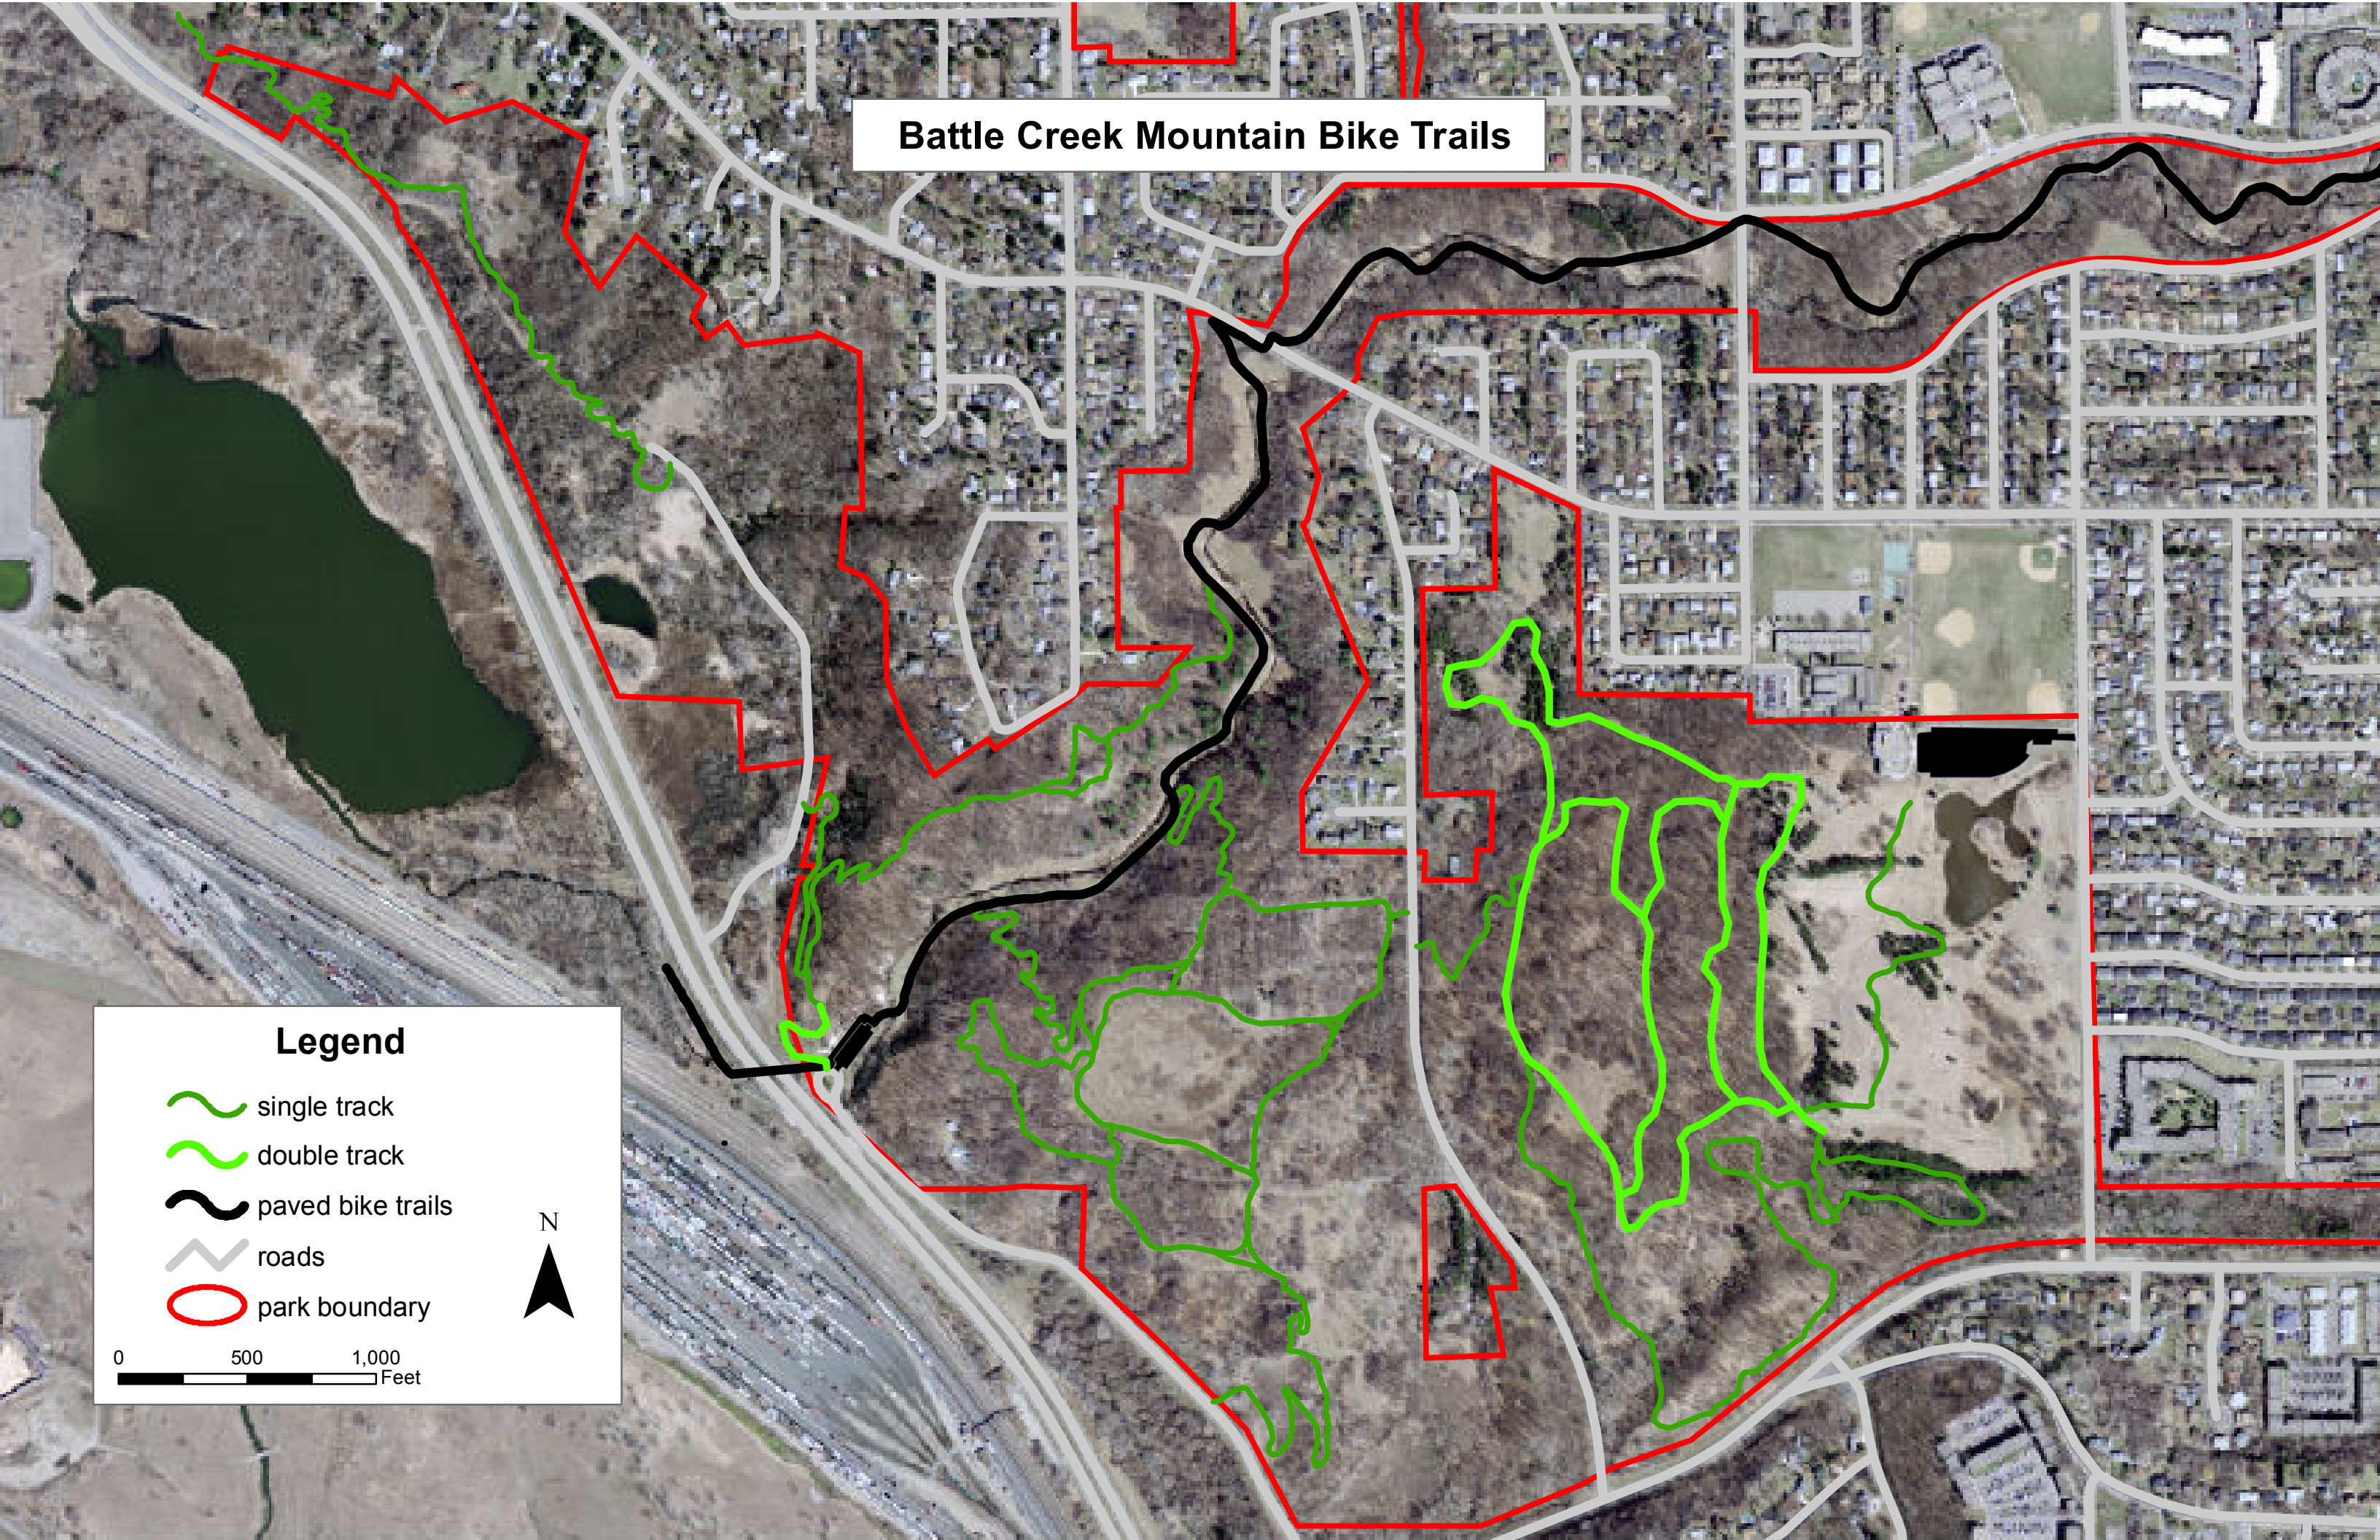 Battle Creek Mountain Bike Trails
Legend
single track
double track
paved bike trails
roads
park boundary
N
0 500 1,000
Feet